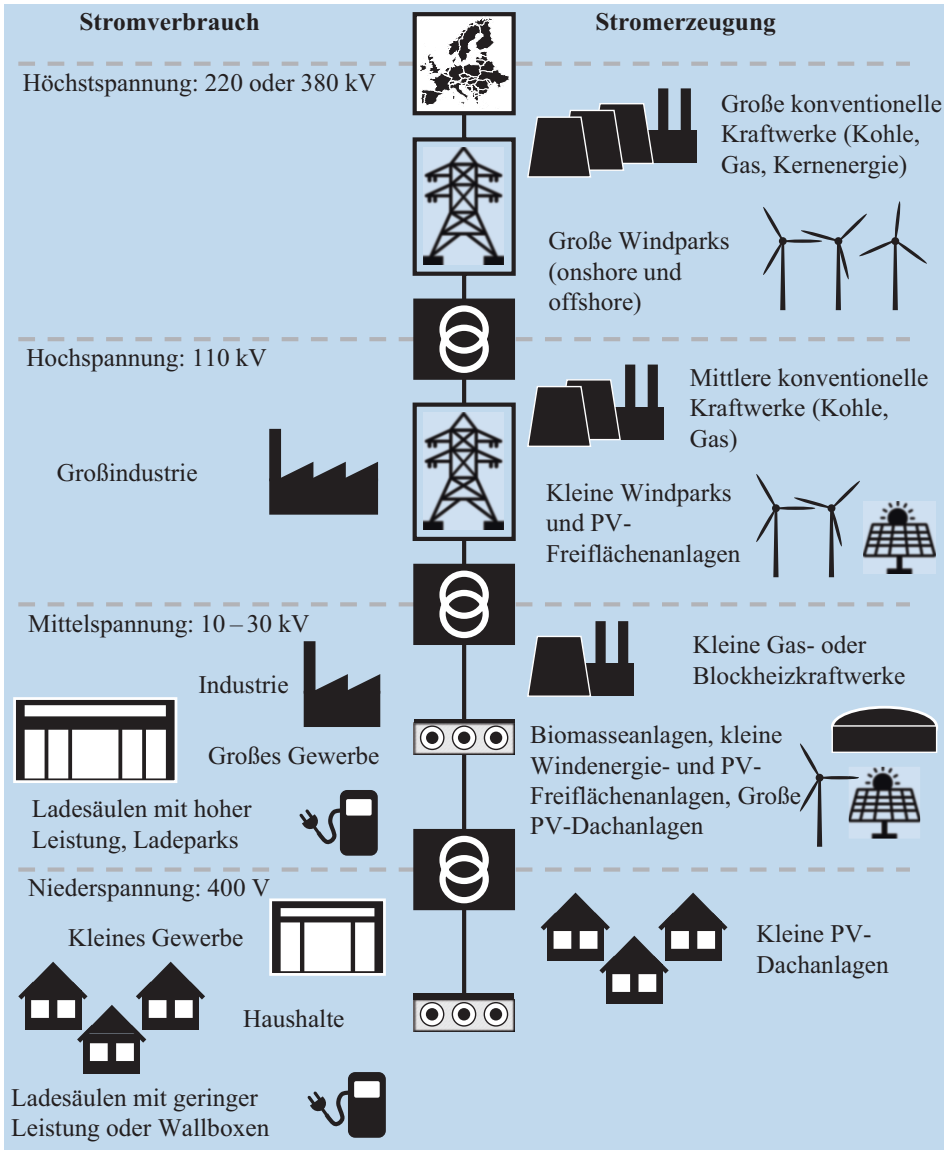 Stromverbrauch
Stromerzeugung
Höchstspannung: 220 oder 380 kV
Große konventionelle
Kraftwerke (Kohle,
Gas, Kernenergie)
Große Windparks
(onshore und
offshore)
Hochspannung: 110 kV
Großindustrie
Mittlere konventionelle
Kraftwerke (Kohle,
Gas)
Kleine Windparks
und PV-
Freiflächenanlagen
Mittelspannung: 10 – 30 kV
Industrie
Großes Gewerbe
Ladesäulen mit hoher
Leistung, Ladeparks
Kleine Gas- oder
Blockheizkraftwerke
Biomasseanlagen, kleine
Windenergie- und PV-
Freiflächenanlagen, Große
PV-Dachanlagen
Niederspannung: 400 V
Kleines Gewerbe
Haushalte
Ladesäulen mit geringer
Leistung oder Wallboxen
Kleine PV-
Dachanlagen